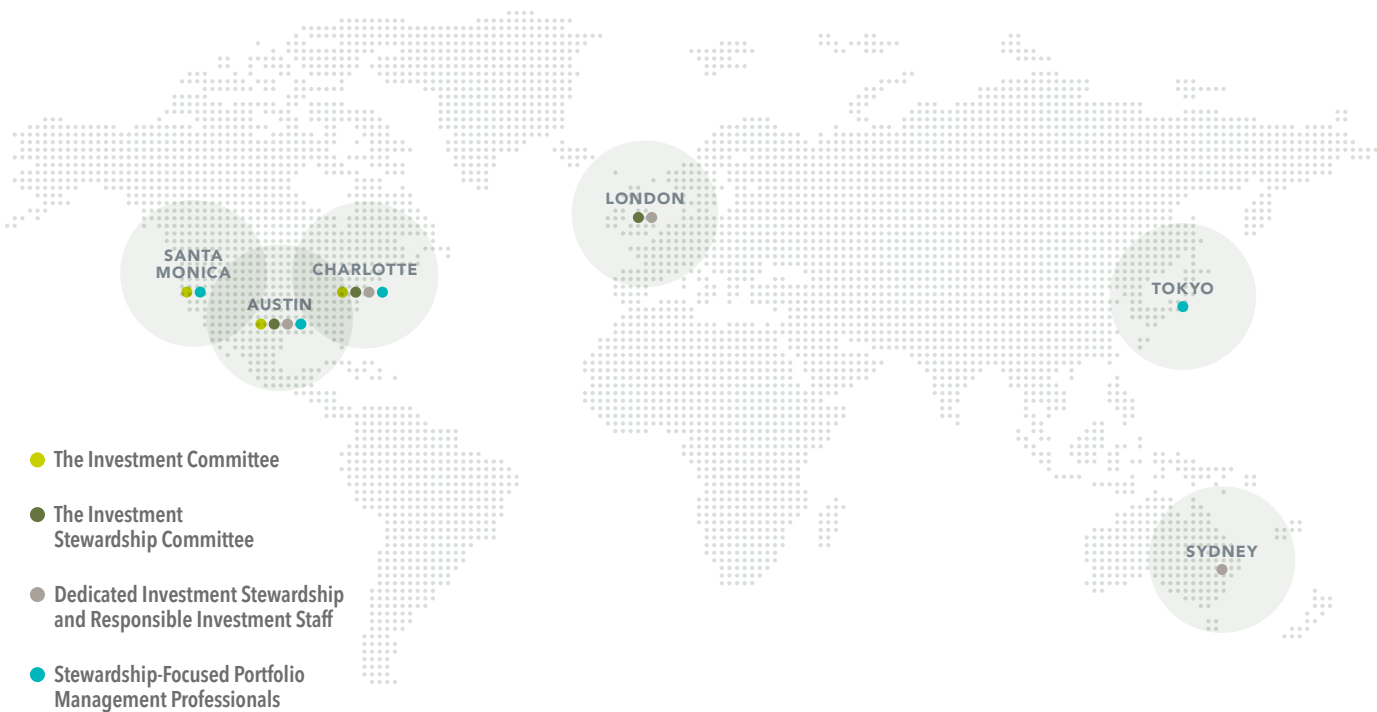 LONDON
SANTA
MONICA
CHARLOTTE
AUSTIN
TOKYO
SYDNEY
The Investment Committee
The Investment
Stewardship Committee
Dedicated Investment Stewardship
and Responsible Investment Staff
Stewardship-Focused Portfolio
Management Professionals